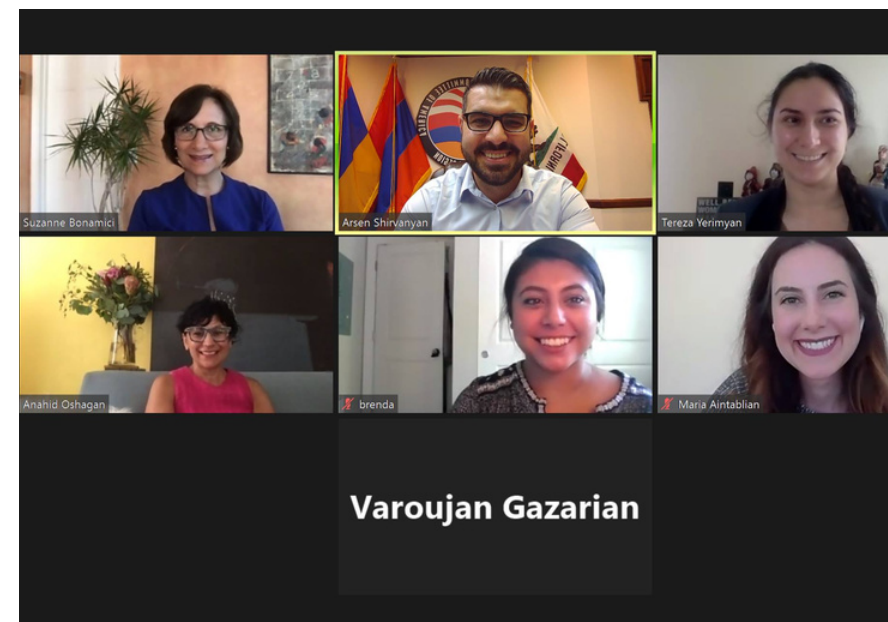 Suzanne Bonamici
Arsen Shirvanyan
Tereza Yerimyan
Anahid Oshagan
brenda
Maria Aintablian
Varoujan Gazarian